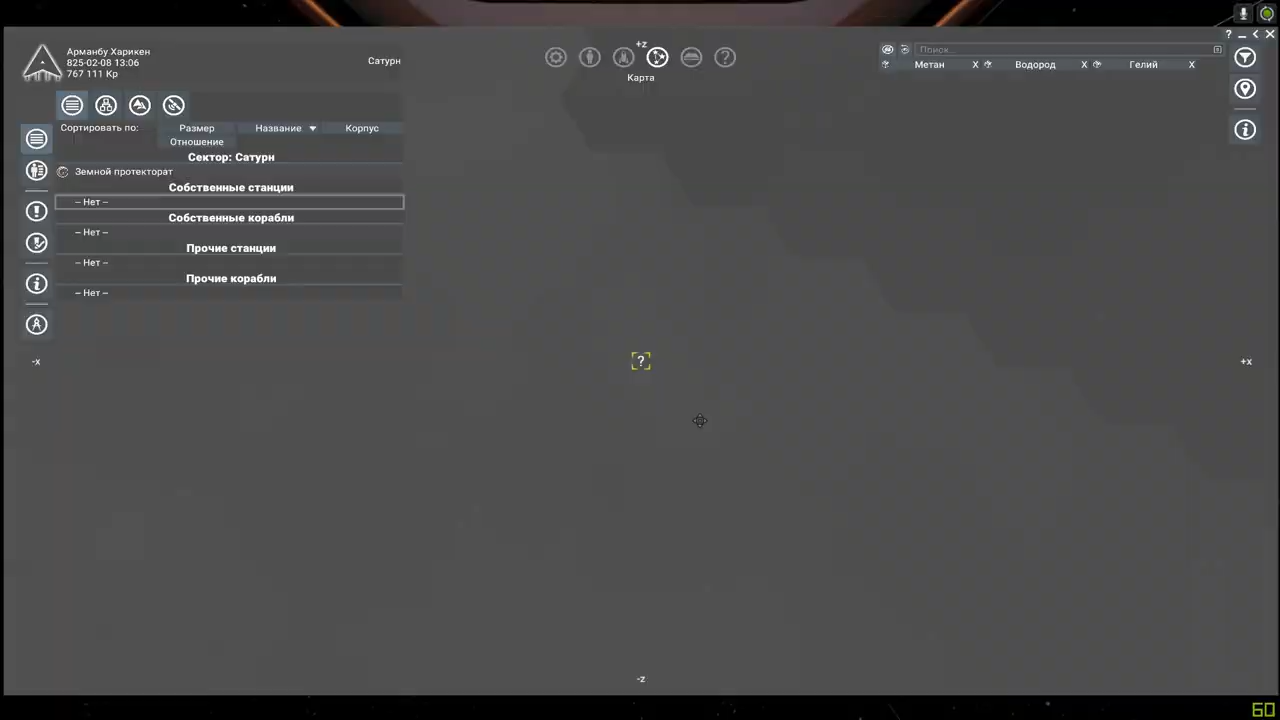 Арманбу Харикен
825-02-08 13:06
767 111 Кр
Сатурн
+z
Карта
?
?
Поиск...
Метан X
Водород X
Гелий X
Сортировать по:
Размер
Название
Корпус
Отношение
Сектор: Сатурн
Земной протекторат
Собственные станции
-- Нет --
Собственные корабли
-- Нет --
Прочие станции
-- Нет --
Прочие корабли
-- Нет --
-x
?
+x
-z
60